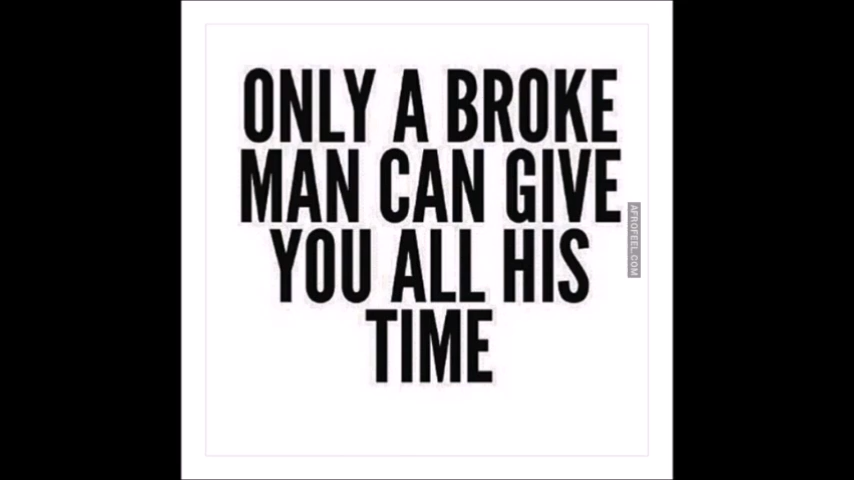 ONLY A BROKE
MAN CAN GIVE
YOU ALL HIS
TIME
AFROFEEL.COM